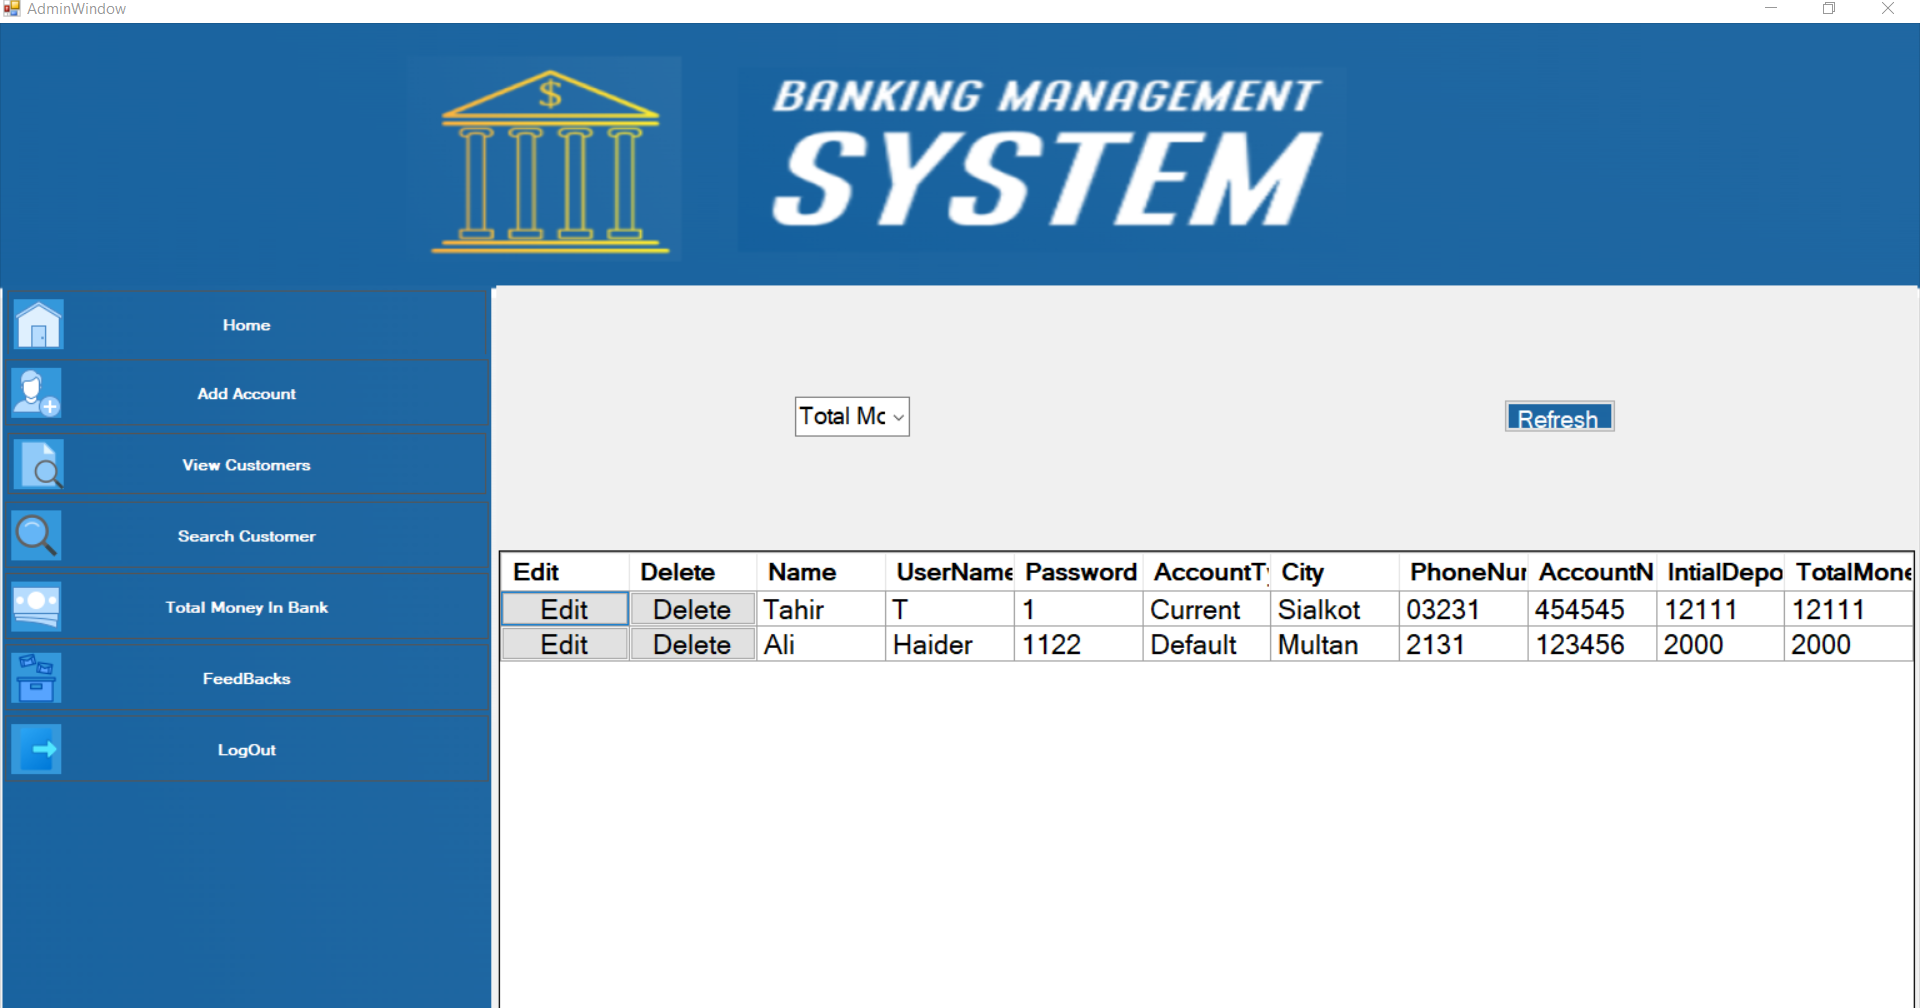 AdminWindow
$
BANKING MANAGEMENT
SYSTEM
Home
Add Account
View Customers
Search Customer
Total Money In Bank
FeedBacks
LogOut
Total Mc
Refresh
Edit Delete Name UserName Password AccountTy City PhoneNur AccountN IntialDepo TotalMone
Edit Delete Tahir T 1 Current Sialkot 03231 454545 12111 12111
Edit Delete Ali Haider 1122 Default Multan 2131 123456 2000 2000